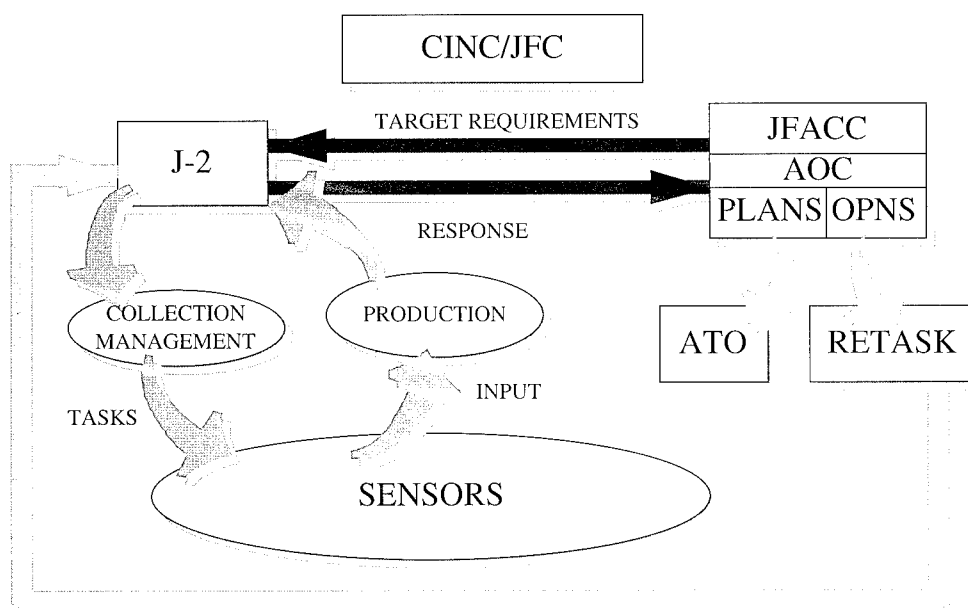 CINC/JFC
TARGET REQUIREMENTS
JFACC
J-2
AOC
PLANS OPNS
RESPONSE
COLLECTION
MANAGEMENT
PRODUCTION
ATO
RETASK
INPUT
TASKS
SENSORS